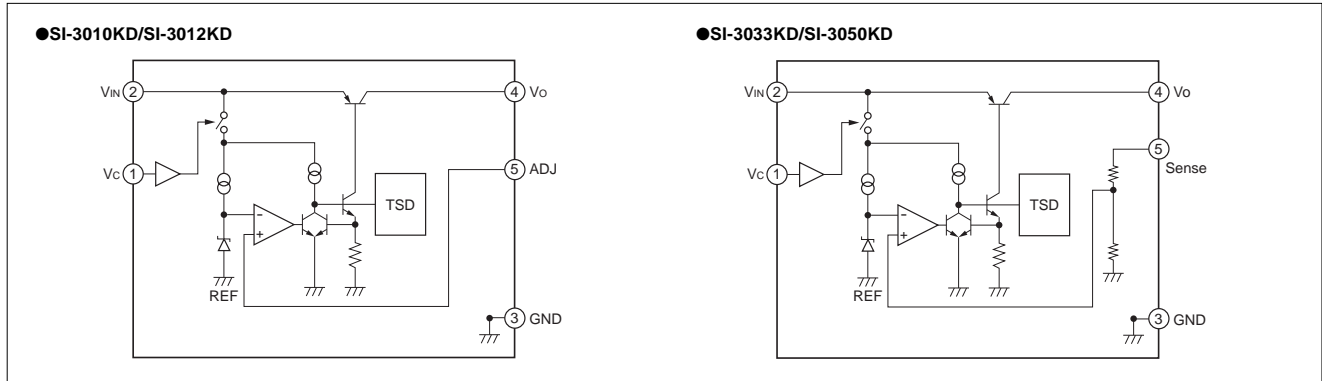 ●SI-3010KD/SI-3012KD
VIN 2
4 VO
VC 1
5 ADJ
TSD
− +
REF
3 GND
●SI-3033KD/SI-3050KD
VIN 2
4 Vo
5 Sense
VC 1
TSD
− +
REF
3 GND